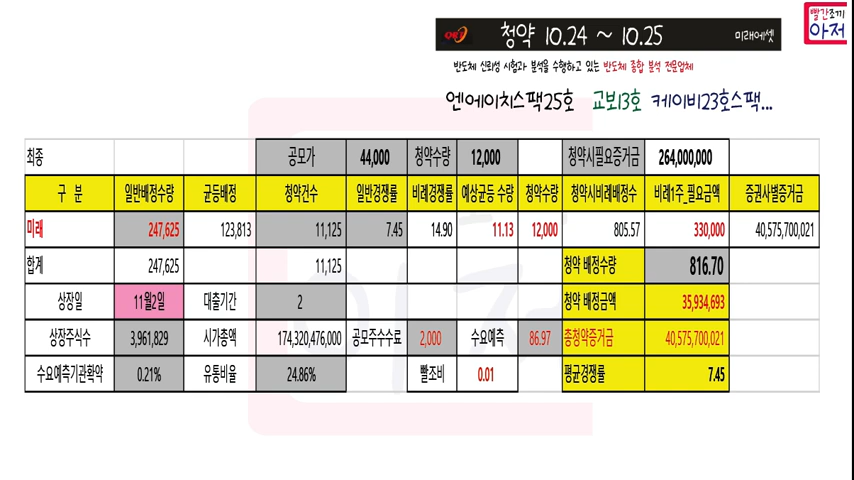 빨간조끼
아저
QRT 청약 10.24 ~ 10.25 미래에셋
반도체 신뢰성 시험과 분석을 수행하고 있는 반도체 종합 분석 전문업체
엔에이치스팩25호 교보13호 케이비23호스팩...
최종 공모가 44,000 청약수량 12,000 청약시필요증거금 264,000,000
구 분 일반배정수량 균등배정 청약건수 일반경쟁률 비례경쟁률 예상균등 수량 청약수량 청약시비례배정수 비례1주_필요금액 증권사별증거금
미래 247,625 123,813 11,125 7.45 14.90 11.13 12,000 805.57 330,000 40,575,700,021
합계 247,625 11,125 청약 배정수량 816.70
상장일 11월2일 대출기간 2 청약 배정금액 35,934,693
상장주식수 3,961,829 시가총액 174,320,476,000 공모주수수료 2,000 수요예측 86.97 총청약증거금 40,575,700,021
수요예측기관확약 0.21% 유통비율 24.86% 빨조비 0.01 평균경쟁률 7.45